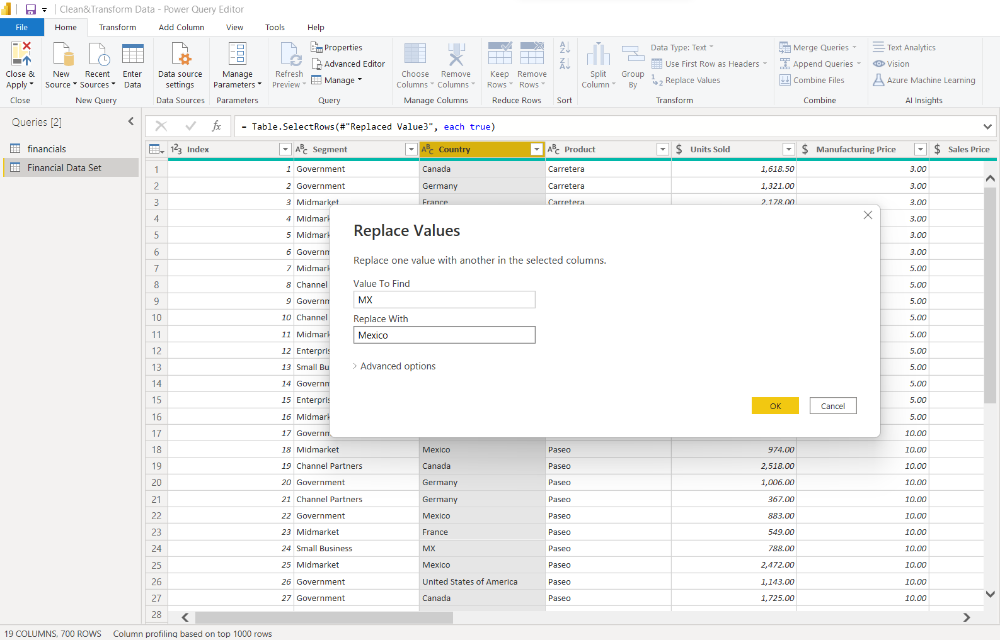 Clean&Transform Data - Power Query Editor
File Home Transform Add Column View Tools Help
Close & Apply
Close
New Source
Recent Sources
Enter Data
New Query
Data source settings
Data Sources
Manage Parameters
Parameters
Refresh Preview
Properties
Advanced Editor
Manage
Query
Choose Columns
Remove Columns
Manage Columns
Keep Rows
Remove Rows
Reduce Rows
Sort
Split Column
Group By
Data Type: Text
Use First Row as Headers
Replace Values
Transform
Merge Queries
Append Queries
Combine Files
Combine
Text Analytics
Vision
Azure Machine Learning
AI Insights
Queries [2]
financials
Financial Data Set
fx = Table.SelectRows(#"Replaced Value3", each true)
123 Index ABC Segment ABC Country ABC Product $ Units Sold $ Manufacturing Price $ Sales Price
1 1 Government Canada Carretera 1,618.50 3.00
2 2 Government Germany Carretera 1,321.00 3.00
3 3 Midmarket France Carretera 2,178.00 3.00
4 4 Midmark 3.00
5 5 Midmark 3.00
6 6 Governm 3.00
7 7 Midmark 5.00
8 8 Channel 5.00
9 9 Governm 5.00
10 10 Channel 5.00
11 11 Midmark 5.00
12 12 Enterpris 5.00
13 13 Small Bu 5.00
14 14 Governm 5.00
15 15 Enterpris 5.00
16 16 Midmark 5.00
17 17 Governm 10.00
18 18 Midmarket Mexico Paseo 974.00 10.00
19 19 Channel Partners Canada Paseo 2,518.00 10.00
20 20 Government Germany Paseo 1,006.00 10.00
21 21 Channel Partners Germany Paseo 367.00 10.00
22 22 Government Mexico Paseo 883.00 10.00
23 23 Midmarket France Paseo 549.00 10.00
24 24 Small Business MX Paseo 788.00 10.00
25 25 Midmarket Mexico Paseo 2,472.00 10.00
26 26 Government United States of America Paseo 1,143.00 10.00
27 27 Government Canada Paseo 1,725.00 10.00
28
Replace Values
Replace one value with another in the selected columns.
Value To Find
MX
Replace With
Mexico
Advanced options
OK Cancel
19 COLUMNS, 700 ROWS Column profiling based on top 1000 rows